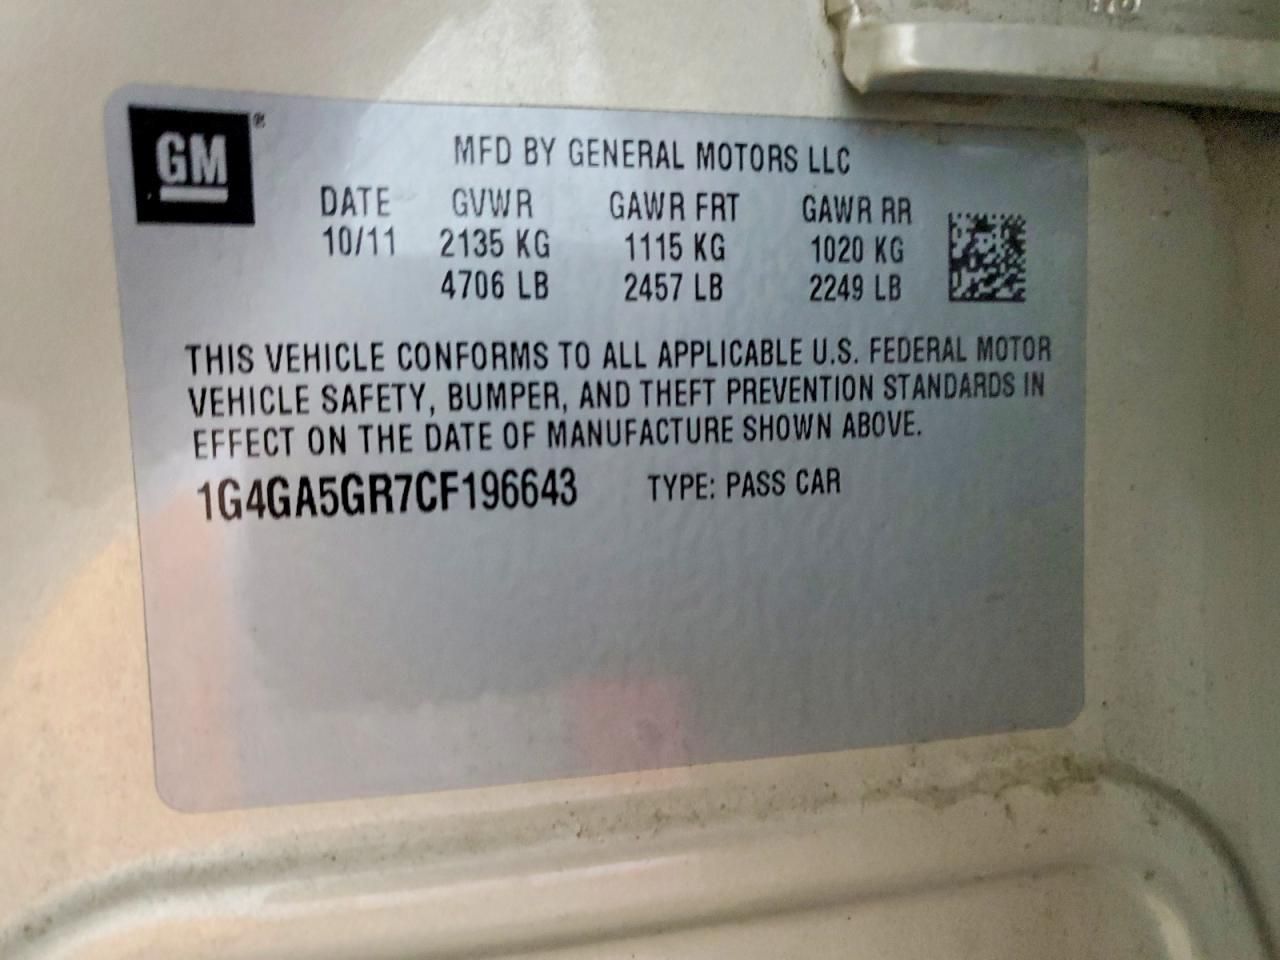 GM®
MFD BY GENERAL MOTORS LLC
DATE GVWR GAWR FRT GAWR RR
10/11 2135 KG 1115 KG 1020 KG
4706 LB 2457 LB 2249 LB
THIS VEHICLE CONFORMS TO ALL APPLICABLE U.S. FEDERAL MOTOR
VEHICLE SAFETY, BUMPER, AND THEFT PREVENTION STANDARDS IN
EFFECT ON THE DATE OF MANUFACTURE SHOWN ABOVE.
1G4GA5GR7CF196643 TYPE: PASS CAR